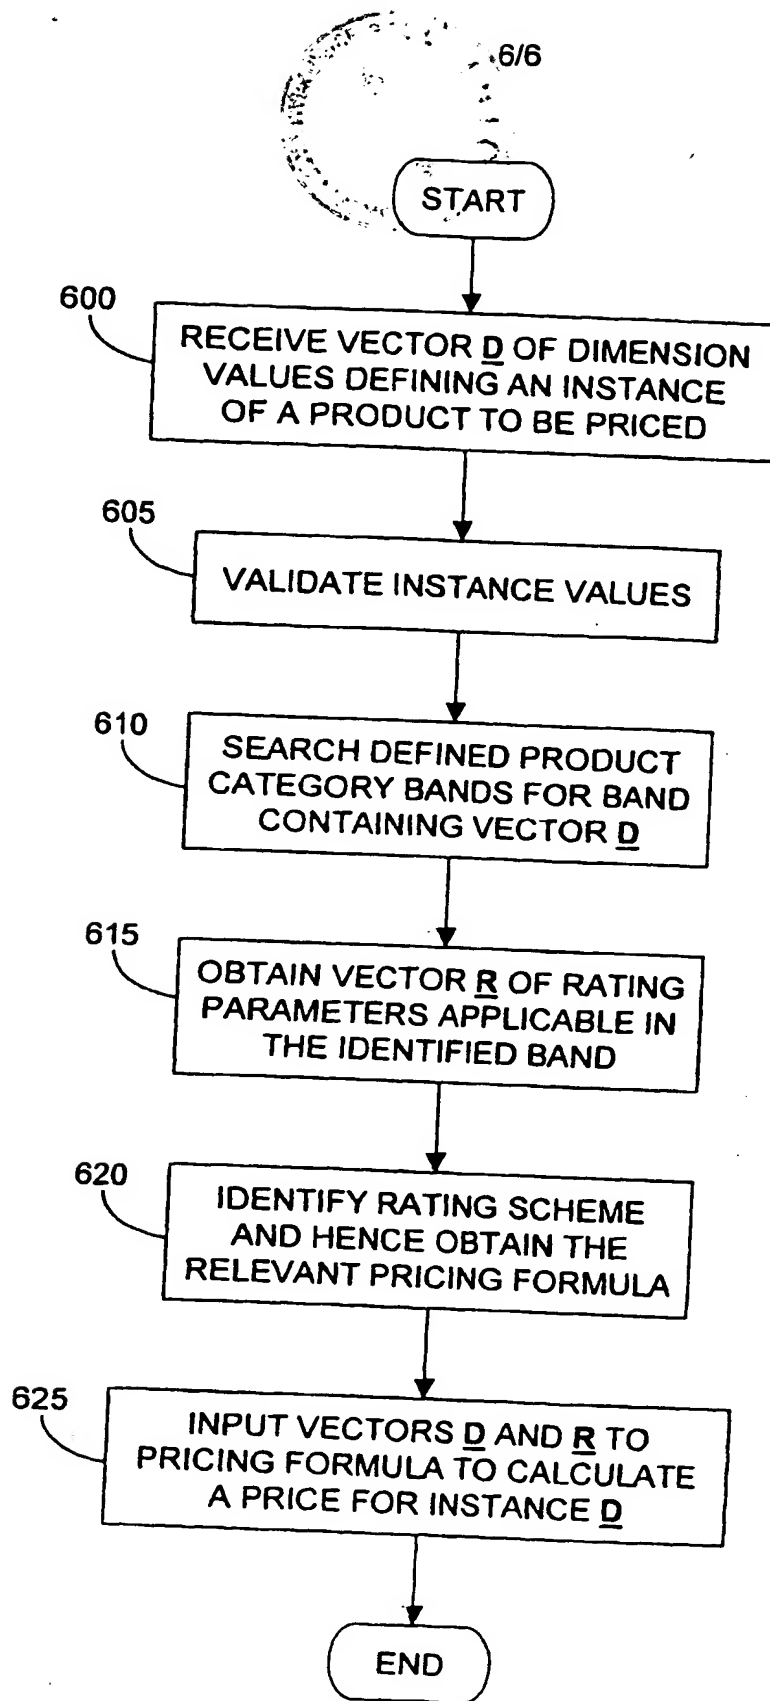 6/6
START
600
RECEIVE VECTOR D OF DIMENSION
VALUES DEFINING AN INSTANCE
OF A PRODUCT TO BE PRICED
605
VALIDATE INSTANCE VALUES
610
SEARCH DEFINED PRODUCT
CATEGORY BANDS FOR BAND
CONTAINING VECTOR D
615
OBTAIN VECTOR R OF RATING
PARAMETERS APPLICABLE IN
THE IDENTIFIED BAND
620
IDENTIFY RATING SCHEME
AND HENCE OBTAIN THE
RELEVANT PRICING FORMULA
625
INPUT VECTORS D AND R TO
PRICING FORMULA TO CALCULATE
A PRICE FOR INSTANCE D
END